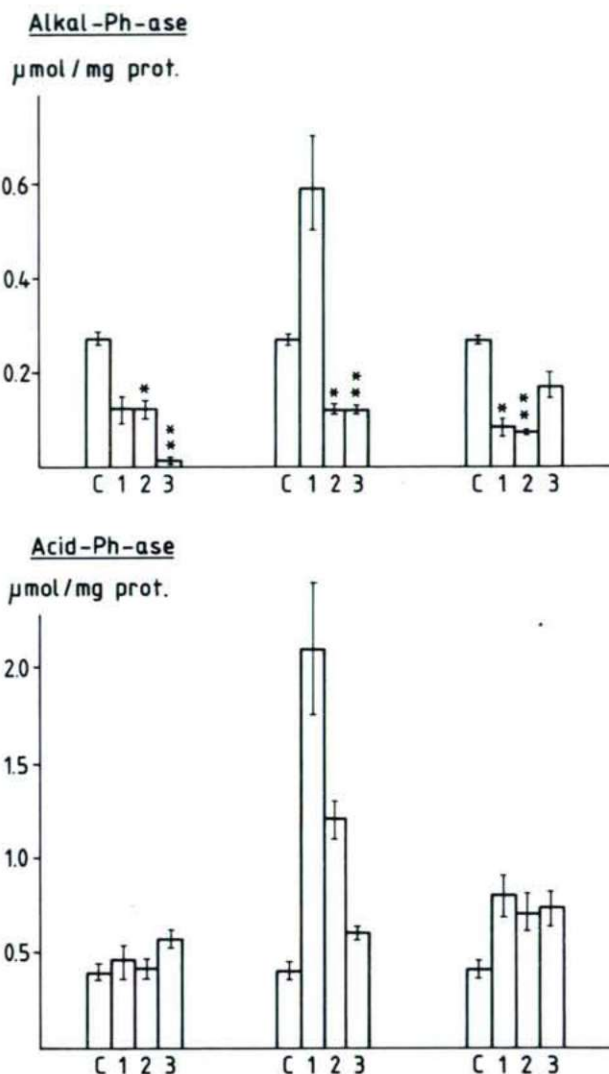 Alkal-Ph-ase
µmol/mg prot.
0.6
0.4
0.2
* ** * ** * **
C 1 2 3 C 1 2 3 C 1 2 3
Acid-Ph-ase
µmol/mg prot.
2.0
1.5
1.0
0.5
C 1 2 3 C 1 2 3 C 1 2 3